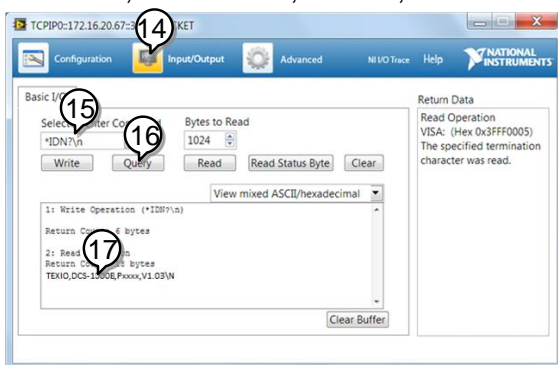 TCPIP0::172.16.20.67::3 KET
14
Configuration Input/Output Advanced NI I/O Trace Help NATIONAL INSTRUMENTS
Basic I/O
15
Select ter Co d
16
Bytes to Read
*IDN?\n
1024
Write Query Read Read Status Byte Clear
View mixed ASCII/hexadecimal
1: Write Operation (*IDN?\n)
Return Count: 6 bytes
17
2: Read n
Return bytes
TEXIO,DCS-1 0E,Pxxxx,V1.03\N
Clear Buffer
Return Data
Read Operation
VISA: (Hex 0x3FFF0005)
The specified termination
character was read.